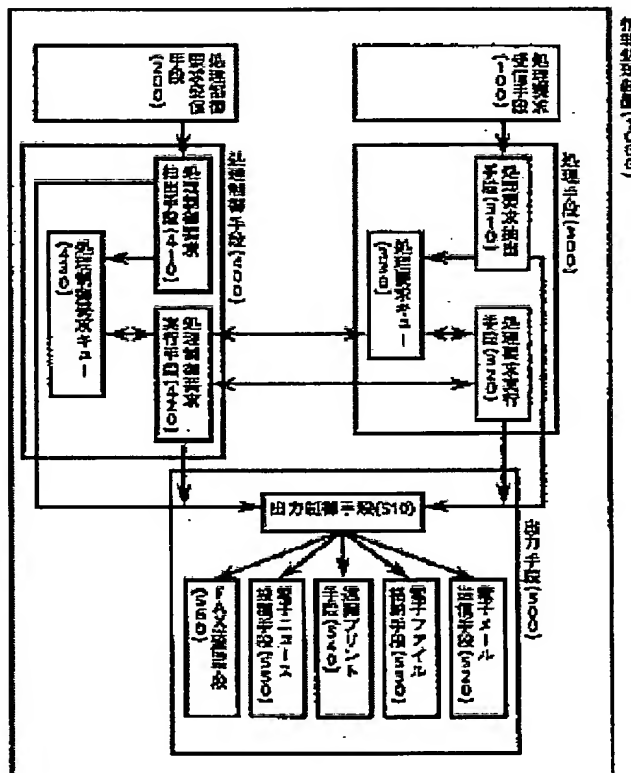 情報処理装置(1000)
処理要求
受信手段
(100)
処理手段(300)
処理要求抽出
手段(310)
処理要求キュー
(330)
処理要求実行
手段(320)
処理制御
要求受信
手段
(200)
処理制御手段(400)
処理制御要求
抽出手段(410)
処理制御要求キュー
(430)
処理制御要求
実行手段(420)
出力手段(500)
出力制御手段(510)
電子メール
送信手段(520)
電子ファイル
格納手段(530)
遠隔プリント
手段(540)
電子ニュース
投稿手段(550)
FAX送信手段
(560)